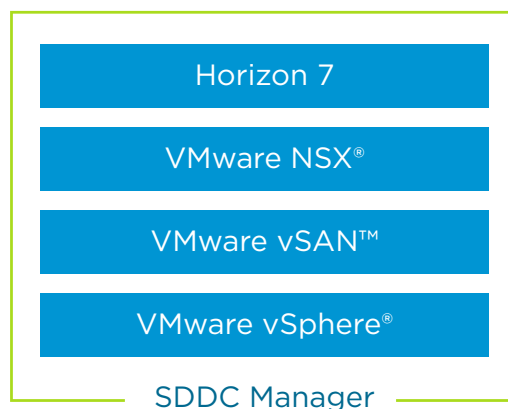 Horizon 7
VMware NSX®
VMware vSAN™
VMware vSphere®
SDDC Manager